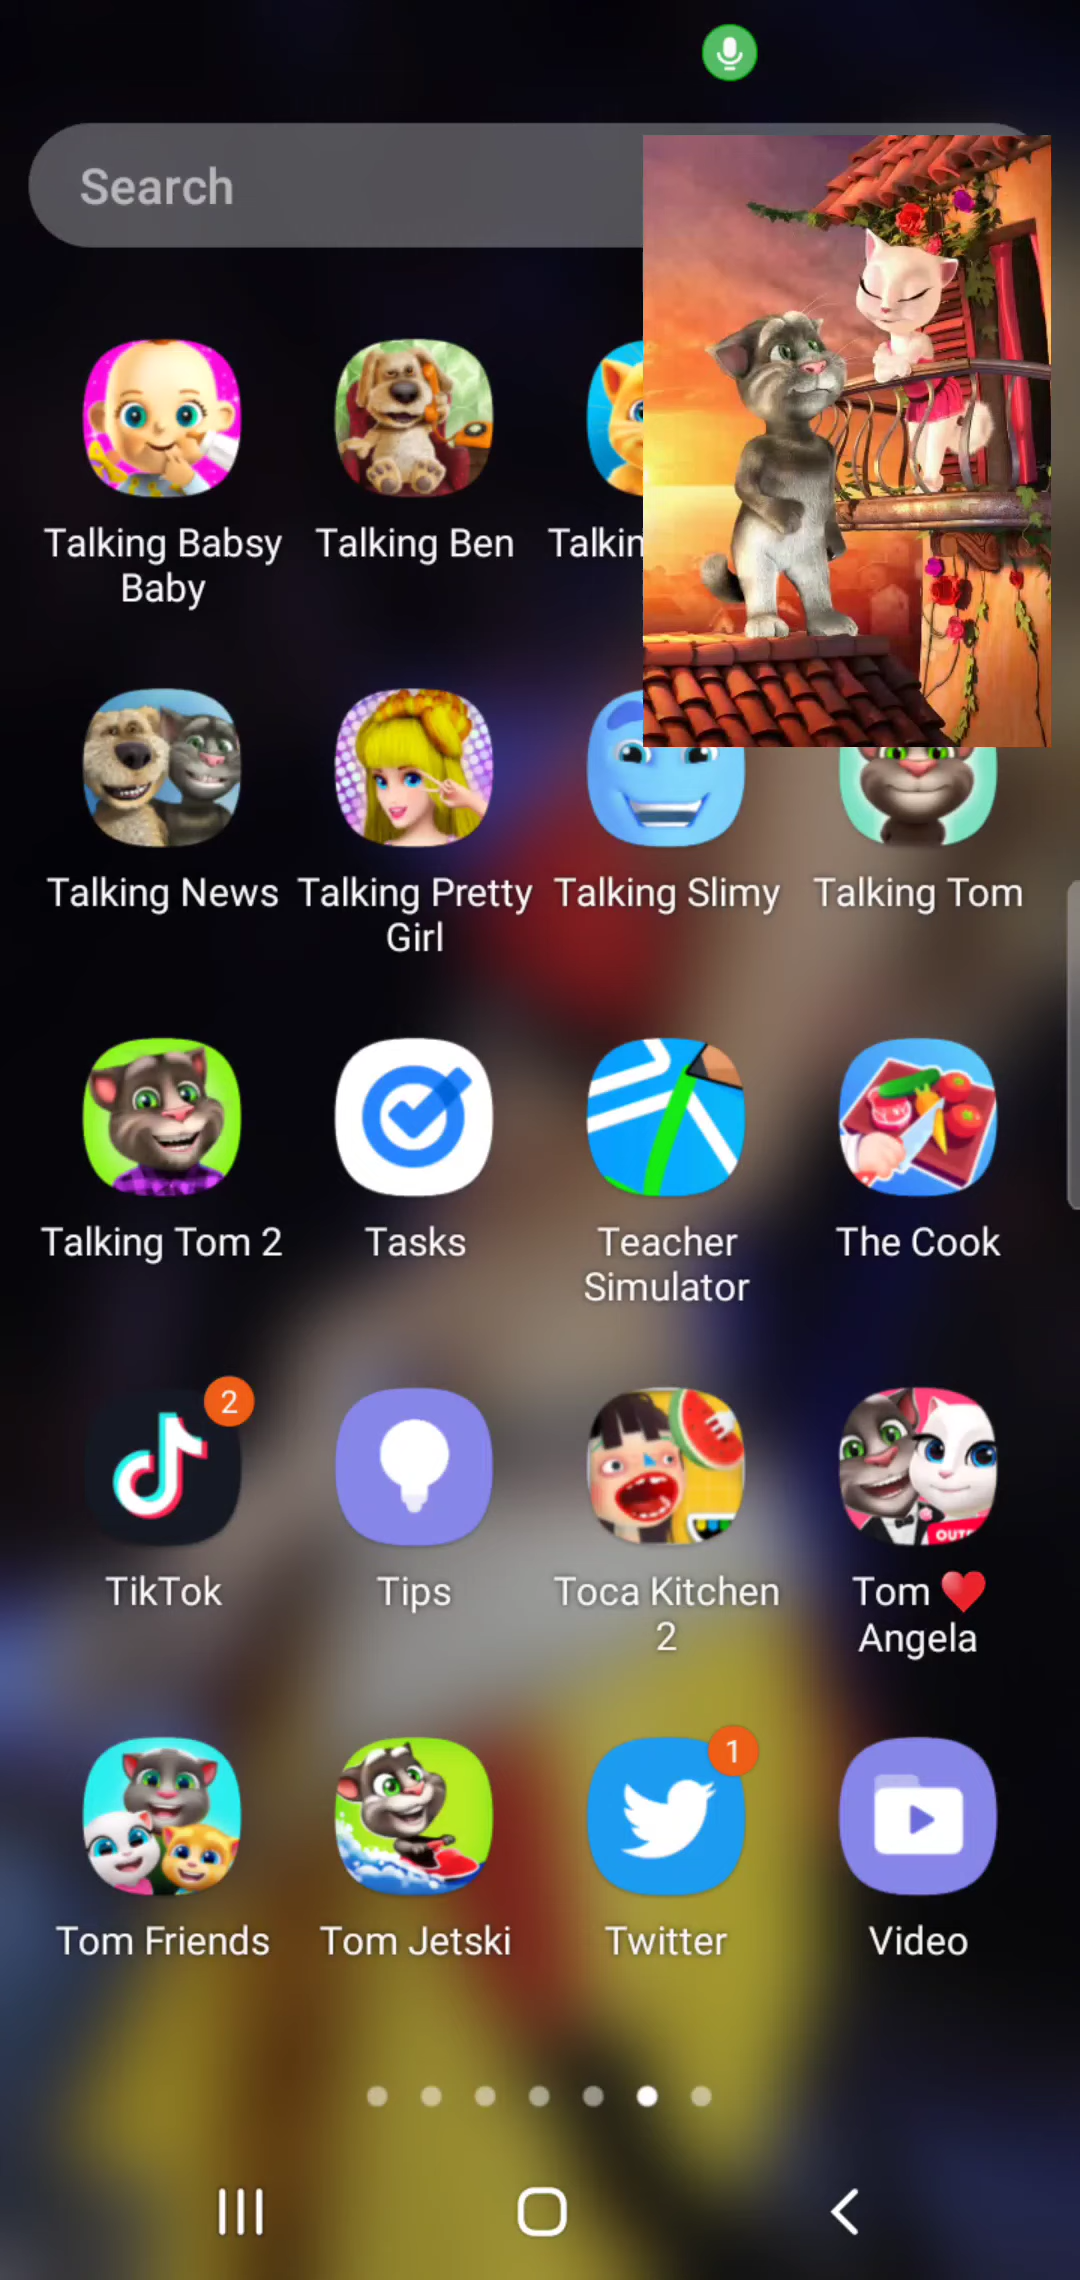 Search
Talking Babsy
Baby
Talking Ben
Talking News
Talking Pretty
Girl
Talking Slimy
Talking Tom
Talking Tom 2
Tasks
Teacher
Simulator
The Cook
2
TikTok
Tips
Toca Kitchen
2
Tom ❤️
Angela
Tom Friends
Tom Jetski
1
Twitter
Video